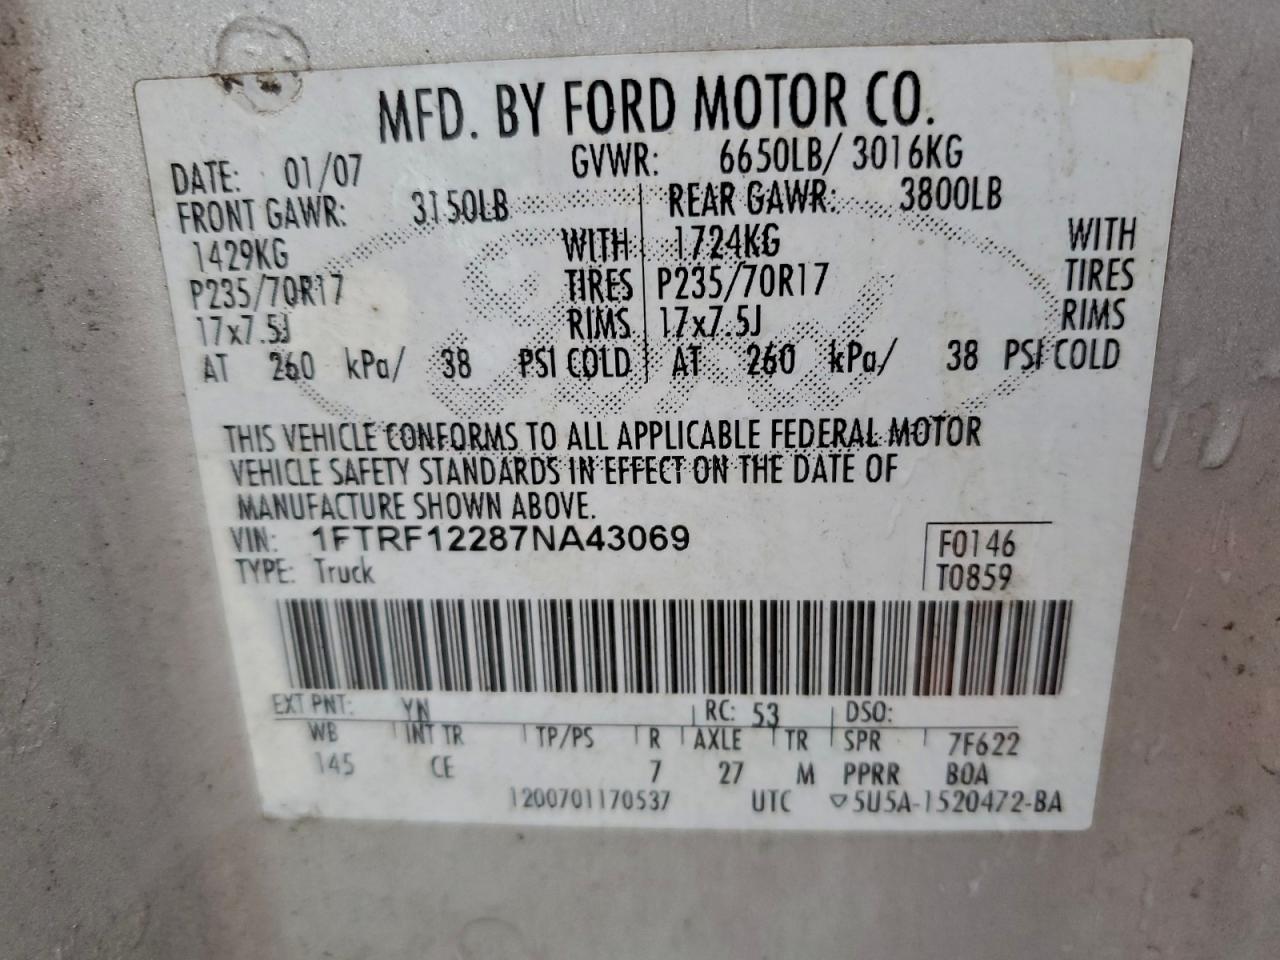 MFD. BY FORD MOTOR CO.
DATE: 01/07 GVWR: 6650LB/ 3016KG
FRONT GAWR: 3150LB REAR GAWR: 3800LB
1429KG WITH 1724KG WITH
P235/70R17 TIRES P235/70R17 TIRES
17x7.5J RIMS 17x7.5J RIMS
AT 260 kPa/ 38 PSI COLD AT 260 kPa/ 38 PSI COLD
THIS VEHICLE CONFORMS TO ALL APPLICABLE FEDERAL MOTOR
VEHICLE SAFETY STANDARDS IN EFFECT ON THE DATE OF
MANUFACTURE SHOWN ABOVE.
VIN: 1FTRF12287NA43069 F0146
TYPE: Truck T0859
EXT PNT: YN RC: 53 DSO:
WB INT TR TP/PS R AXLE TR SPR 7F622
145 CE 7 27 M PPRR BOA
1200701170537 UTC ▽5U5A-1520472-BA